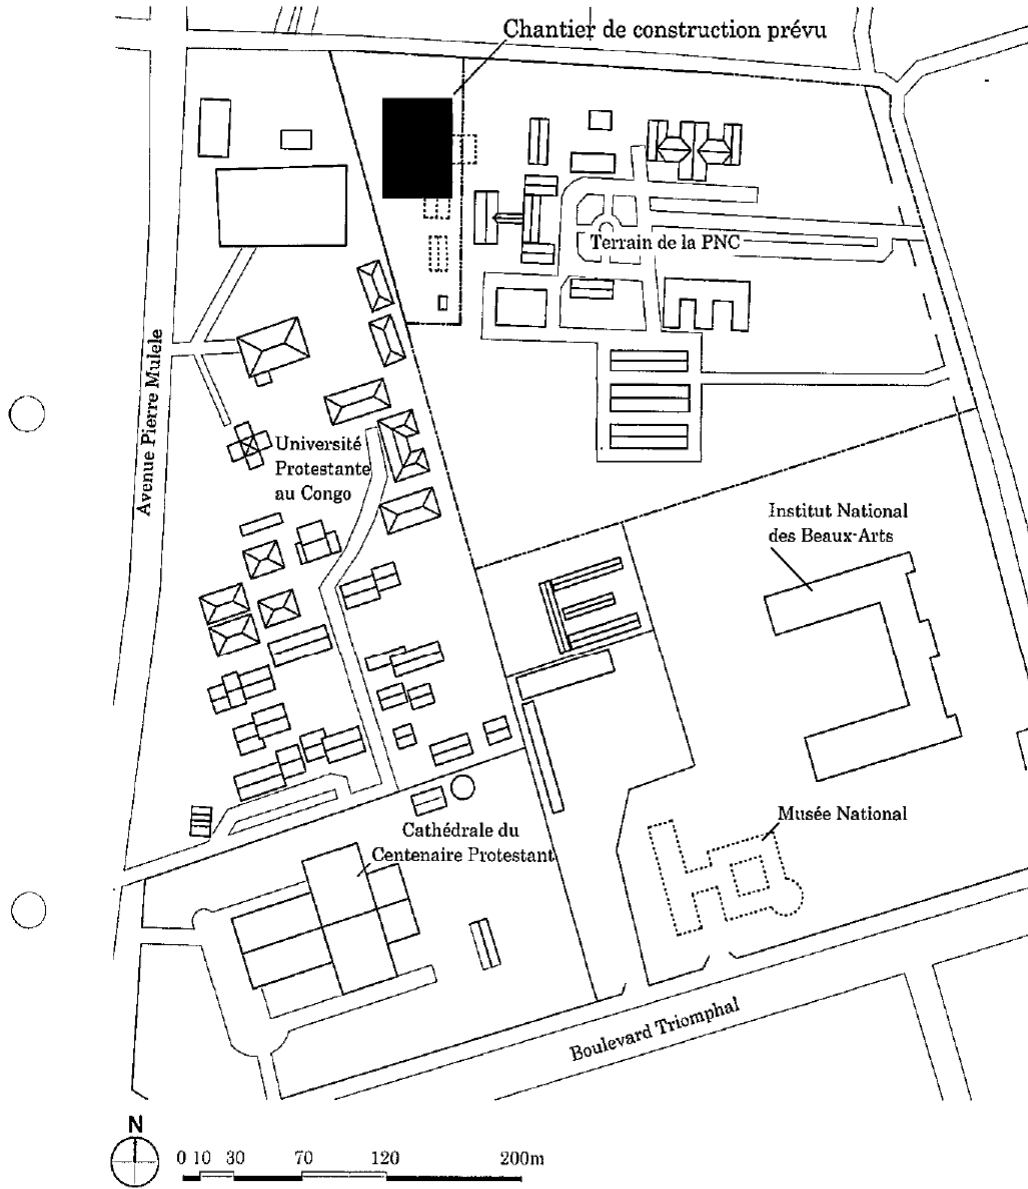 Chantier de construction prévu
Terrain de la PNC
Avenue Pierre Mulele
Université
Protestante
au Congo
Institut National
des Beaux-Arts
Musée National
Cathédrale du
Centenaire Protestant
Boulevard Triomphal
N
0 10 30 70 120 200m